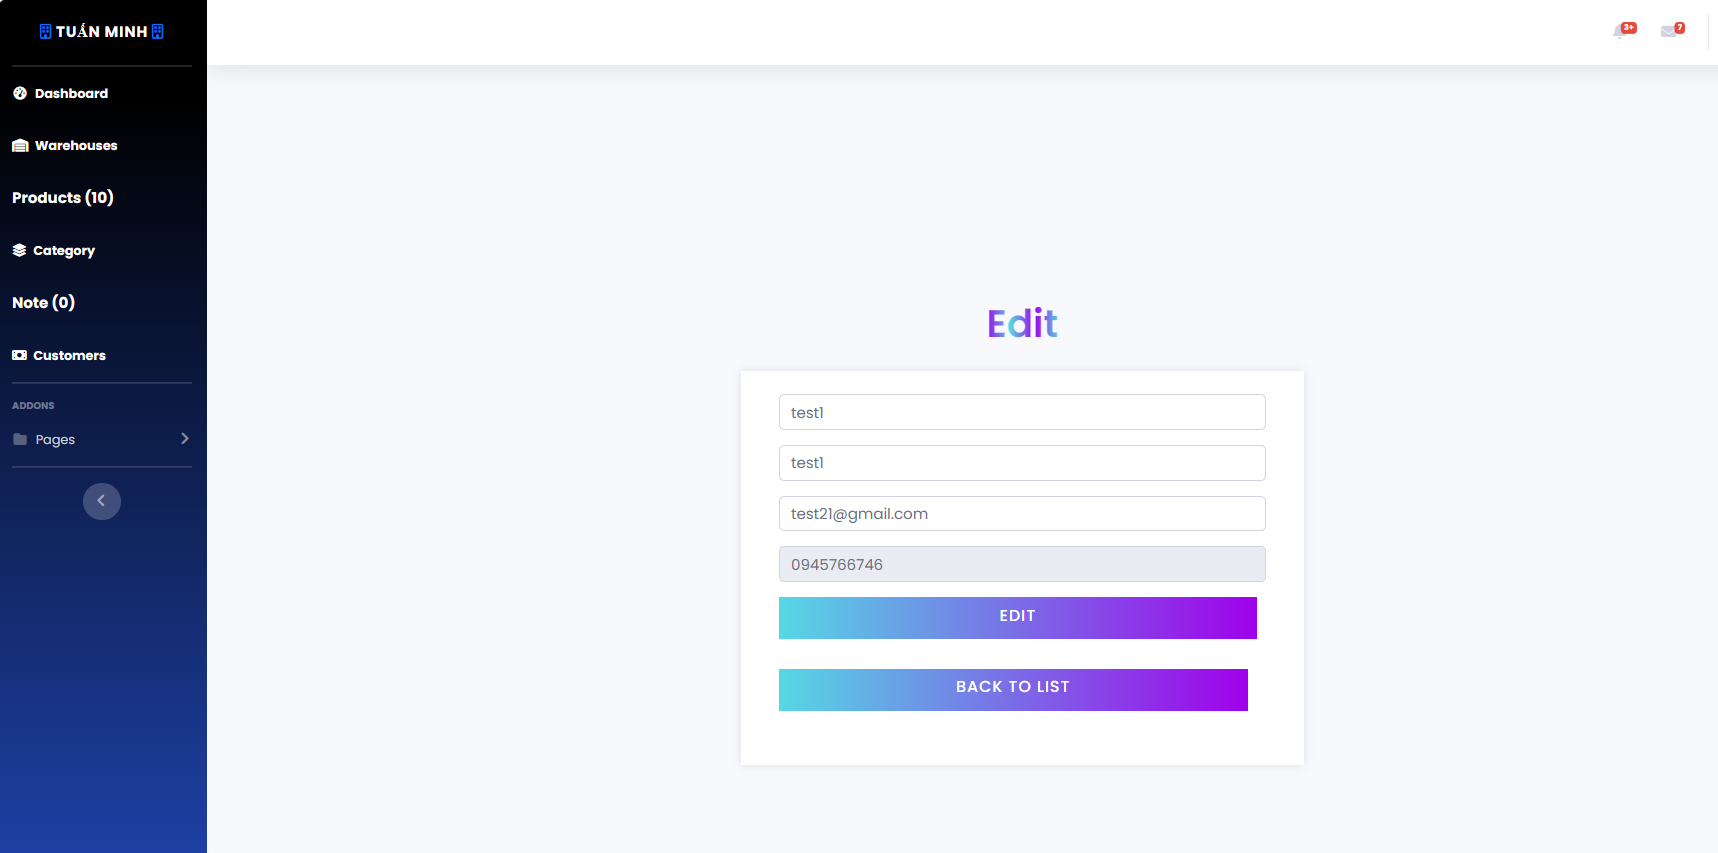 TUẤN MINH
3+
7
Dashboard
Warehouses
Products (10)
Category
Note (0)
Customers
ADDONS
Pages
Edit
test1
test1
test21@gmail.com
0945766746
EDIT
BACK TO LIST